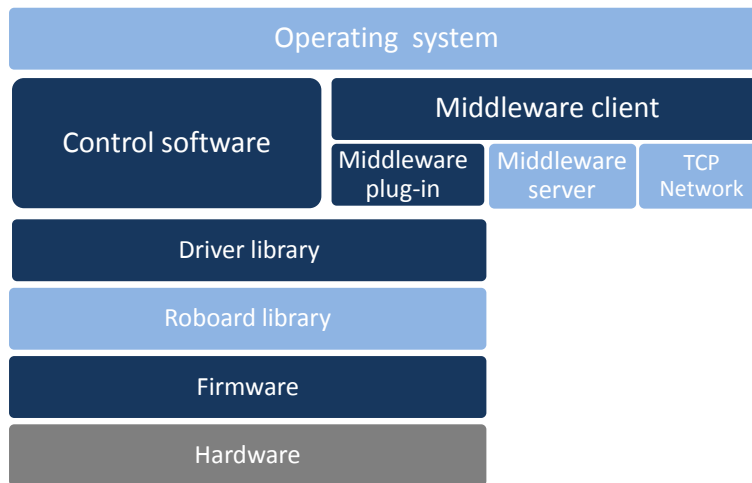 Operating system
Control software
Middleware client
Middleware
plug-in
Middleware
server
TCP
Network
Driver library
Roboard library
Firmware
Hardware